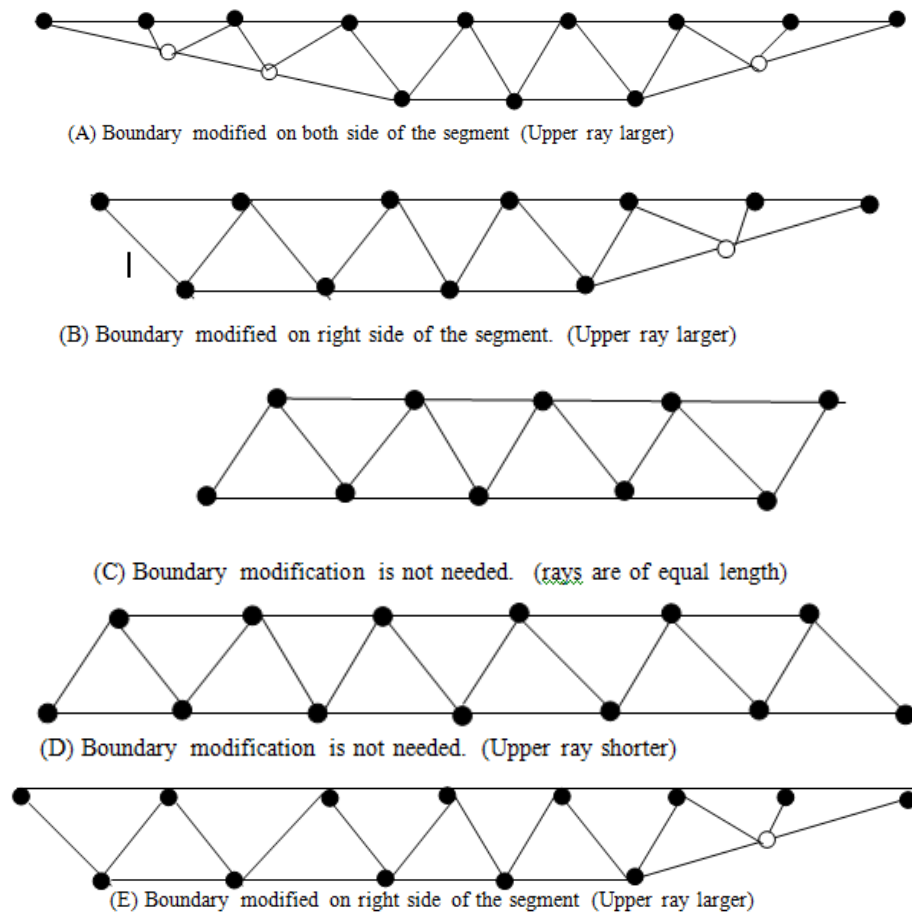 (A) Boundary modified on both side of the segment (Upper ray larger)
(B) Boundary modified on right side of the segment. (Upper ray larger)
(C) Boundary modification is not needed. (rays are of equal length)
(D) Boundary modification is not needed. (Upper ray shorter)
(E) Boundary modified on right side of the segment (Upper ray larger)